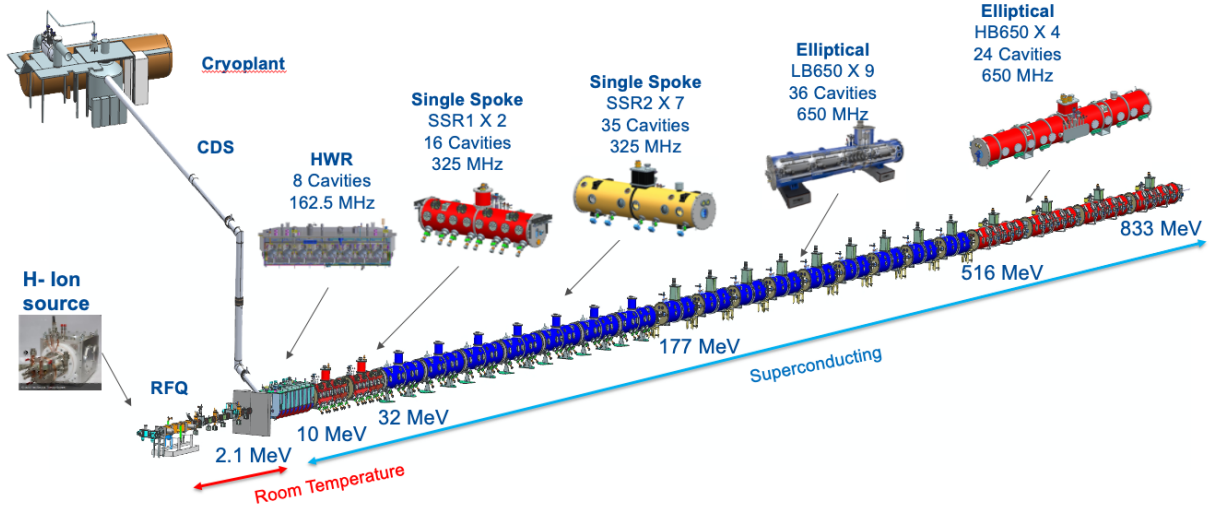 Cryoplant
CDS
HWR
8 Cavities
162.5 MHz
Single Spoke
SSR1 X 2
16 Cavities
325 MHz
Single Spoke
SSR2 X 7
35 Cavities
325 MHz
Elliptical
LB650 X 9
36 Cavities
650 MHz
Elliptical
HB650 X 4
24 Cavities
650 MHz
H- Ion
source
RFQ
2.1 MeV
10 MeV
32 MeV
177 MeV
516 MeV
833 MeV
Room Temperature
Superconducting